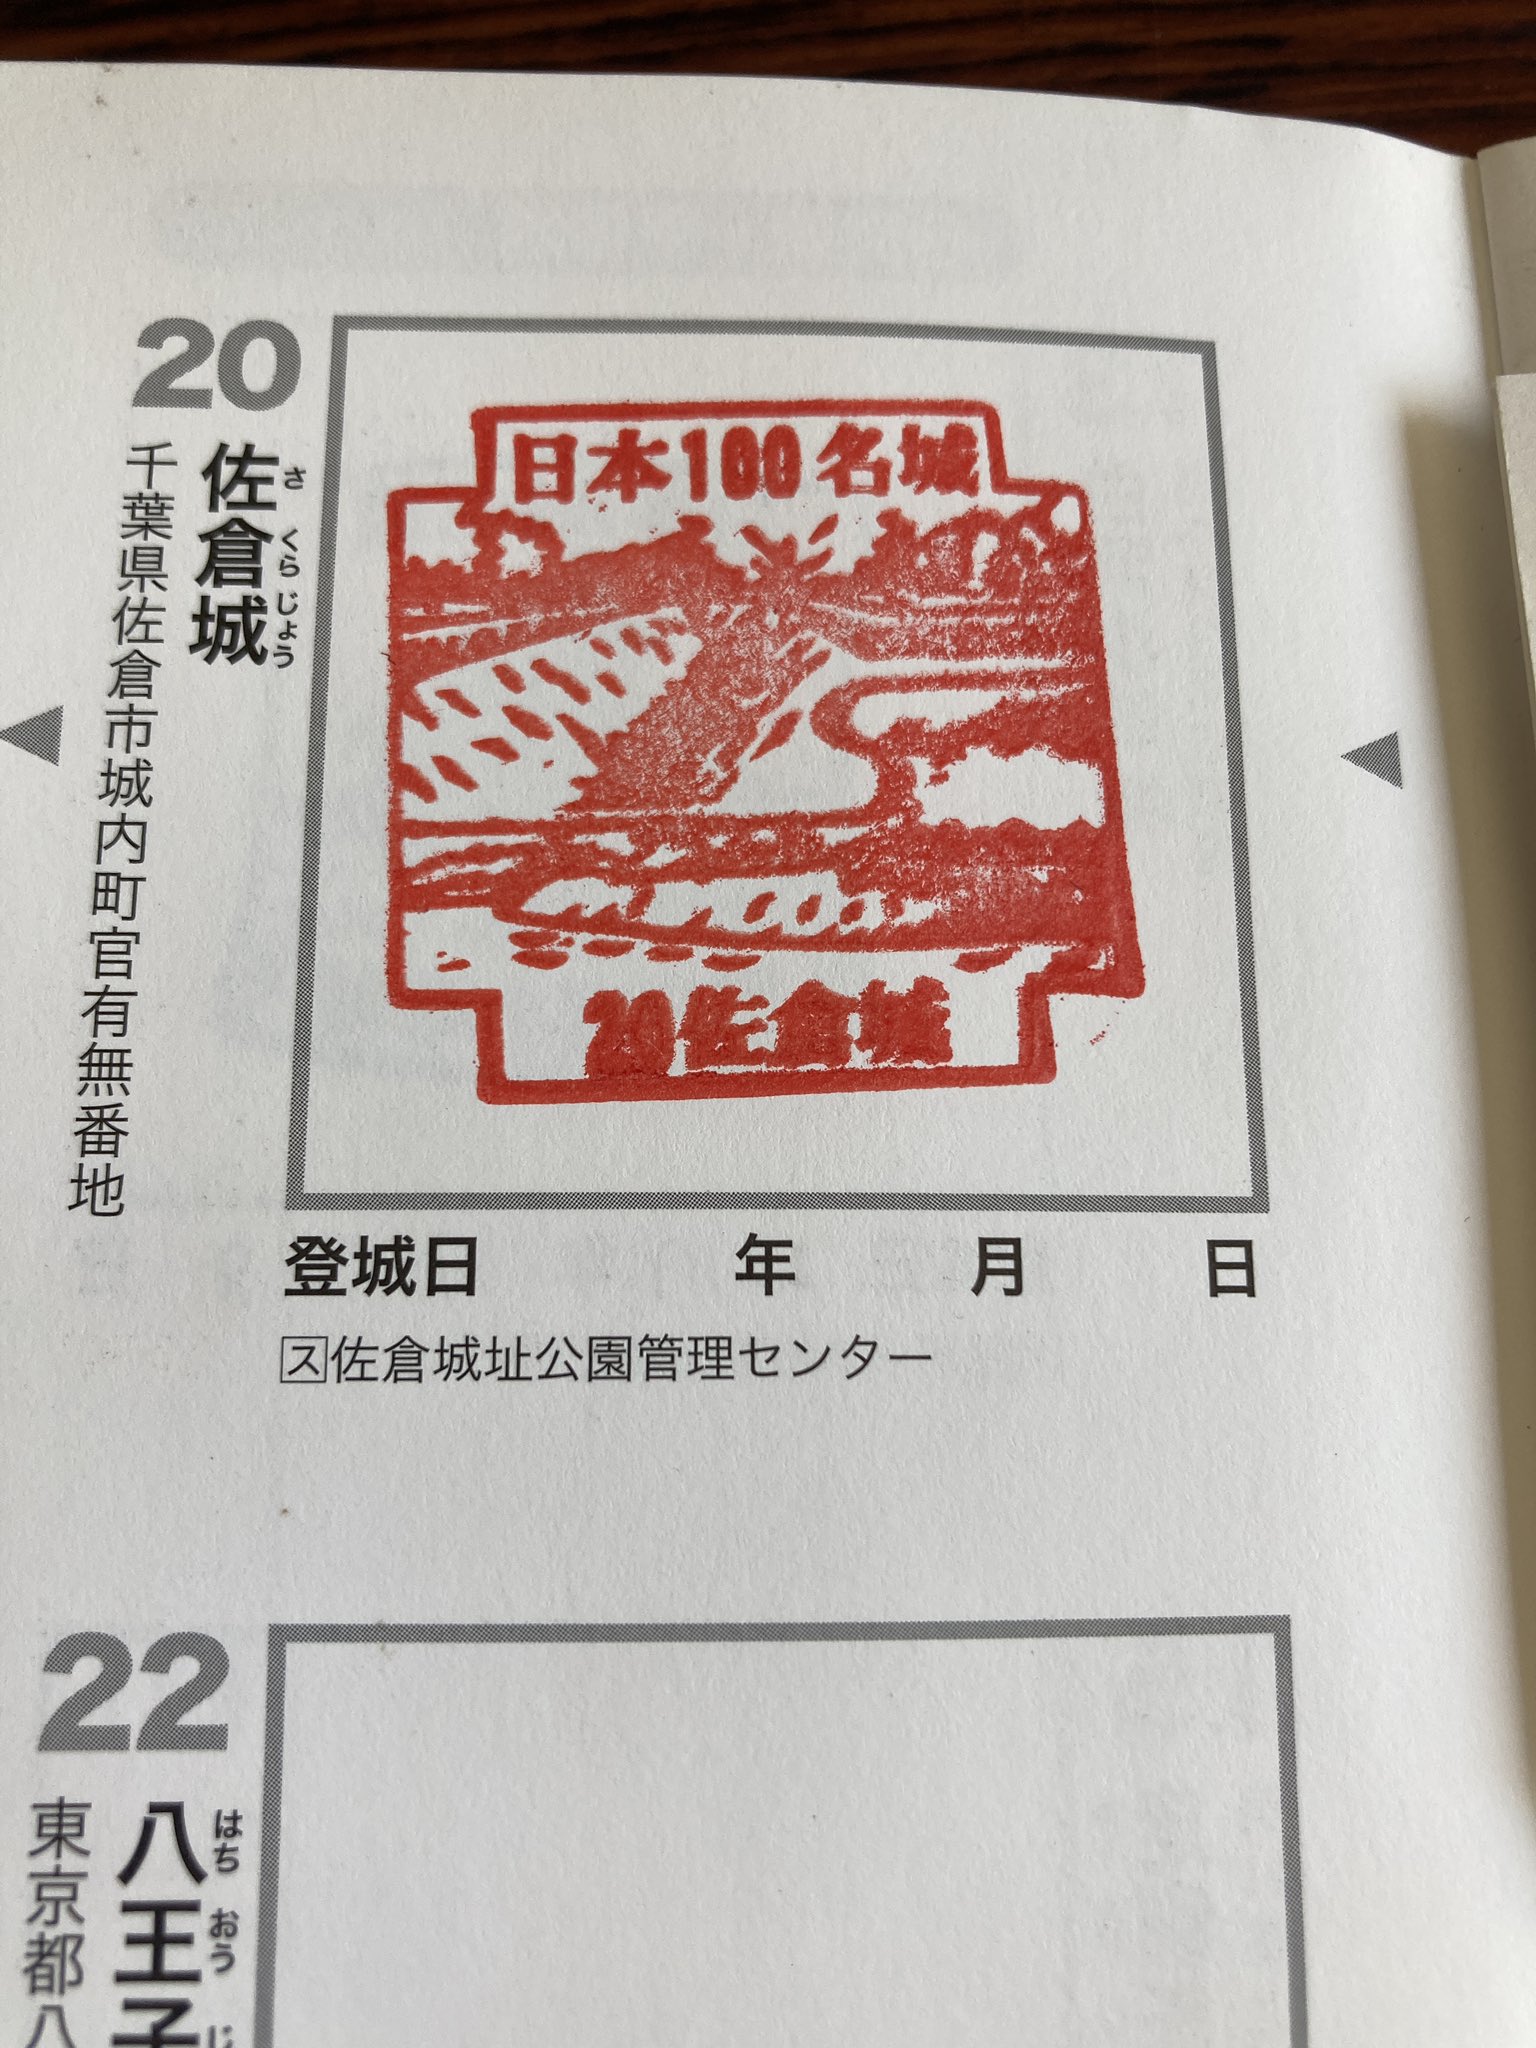 20
佐倉城
さくらじょう
千葉県佐倉市城内町官有無番地
日本100名城
20佐倉城
登城日 年 月 日
ス佐倉城址公園管理センター
22
八王子
はちおうじ
東京都八